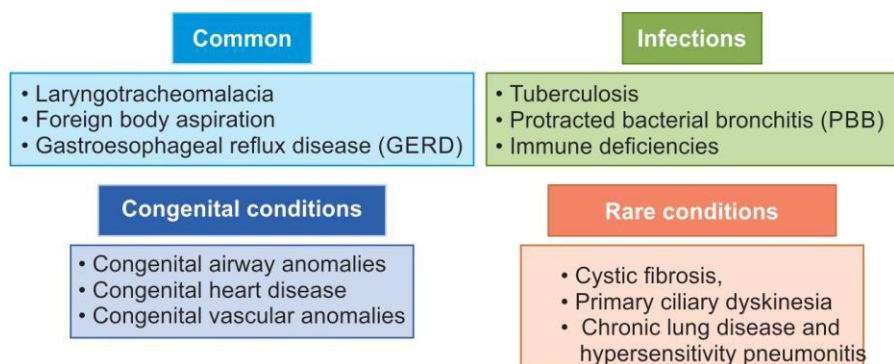 Common
• Laryngotracheomalacia
• Foreign body aspiration
• Gastroesophageal reflux disease (GERD)
Infections
• Tuberculosis
• Protracted bacterial bronchitis (PBB)
• Immune deficiencies
Congenital conditions
• Congenital airway anomalies
• Congenital heart disease
• Congenital vascular anomalies
Rare conditions
• Cystic fibrosis,
• Primary ciliary dyskinesia
• Chronic lung disease and
hypersensitivity pneumonitis